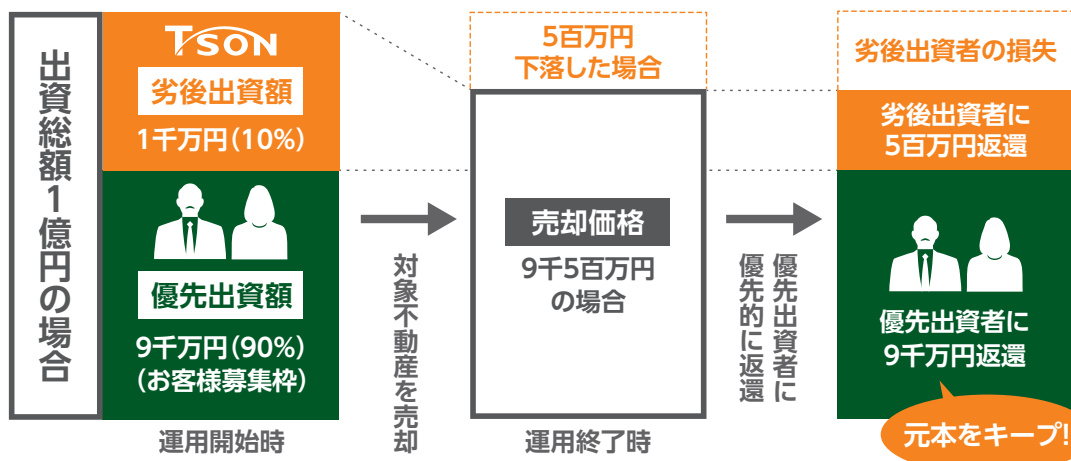 出資総額1億円の場合
TSON
劣後出資額
1千万円(10%)
優先出資額
9千万円(90%)
(お客様募集枠)
運用開始時
対象不動産を売却
5百万円
下落した場合
売却価格
9千5百万円
の場合
運用終了時
優先出資者に
優先的に返還
劣後出資者の損失
劣後出資者に
5百万円返還
優先出資者に
9千万円返還
元本をキープ!